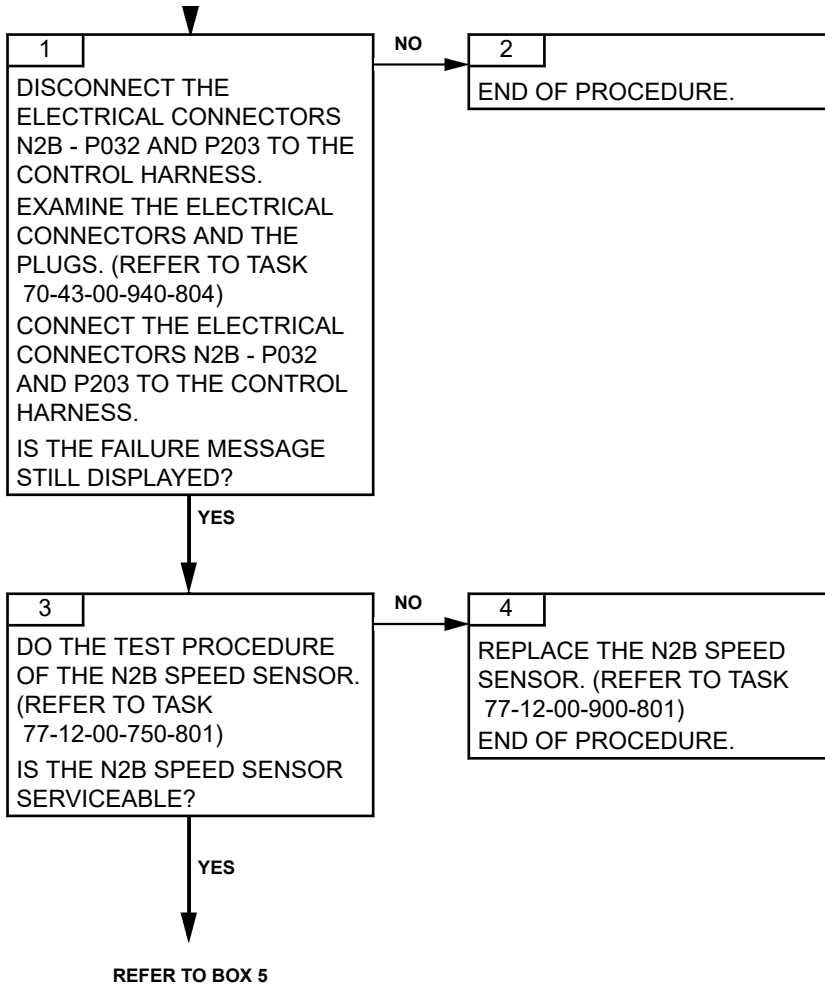 1
DISCONNECT THE
ELECTRICAL CONNECTORS
N2B - P032 AND P203 TO THE
CONTROL HARNESS.
EXAMINE THE ELECTRICAL
CONNECTORS AND THE
PLUGS. (REFER TO TASK
70-43-00-940-804)
CONNECT THE ELECTRICAL
CONNECTORS N2B - P032
AND P203 TO THE CONTROL
HARNESS.
IS THE FAILURE MESSAGE
STILL DISPLAYED?
NO
2
END OF PROCEDURE.
YES
3
DO THE TEST PROCEDURE
OF THE N2B SPEED SENSOR.
(REFER TO TASK
77-12-00-750-801)
IS THE N2B SPEED SENSOR
SERVICEABLE?
NO
4
REPLACE THE N2B SPEED
SENSOR. (REFER TO TASK
77-12-00-900-801)
END OF PROCEDURE.
YES
REFER TO BOX 5